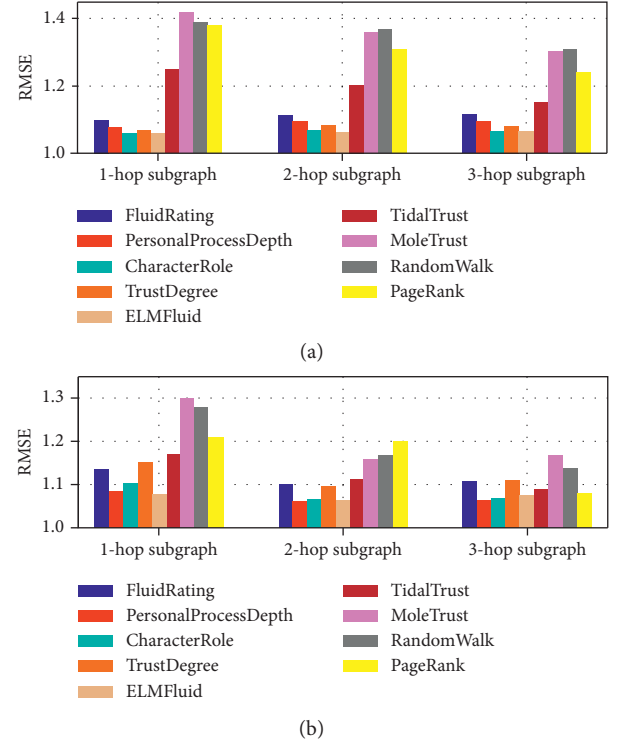 RMSE
1.4
1.2
1.0
1-hop subgraph 2-hop subgraph 3-hop subgraph
FluidRating TidalTrust
PersonalProcessDepth MoleTrust
CharacterRole RandomWalk
TrustDegree PageRank
ELMFluid
(a)
RMSE
1.3
1.2
1.1
1.0
1-hop subgraph 2-hop subgraph 3-hop subgraph
FluidRating TidalTrust
PersonalProcessDepth MoleTrust
CharacterRole RandomWalk
TrustDegree PageRank
ELMFluid
(b)